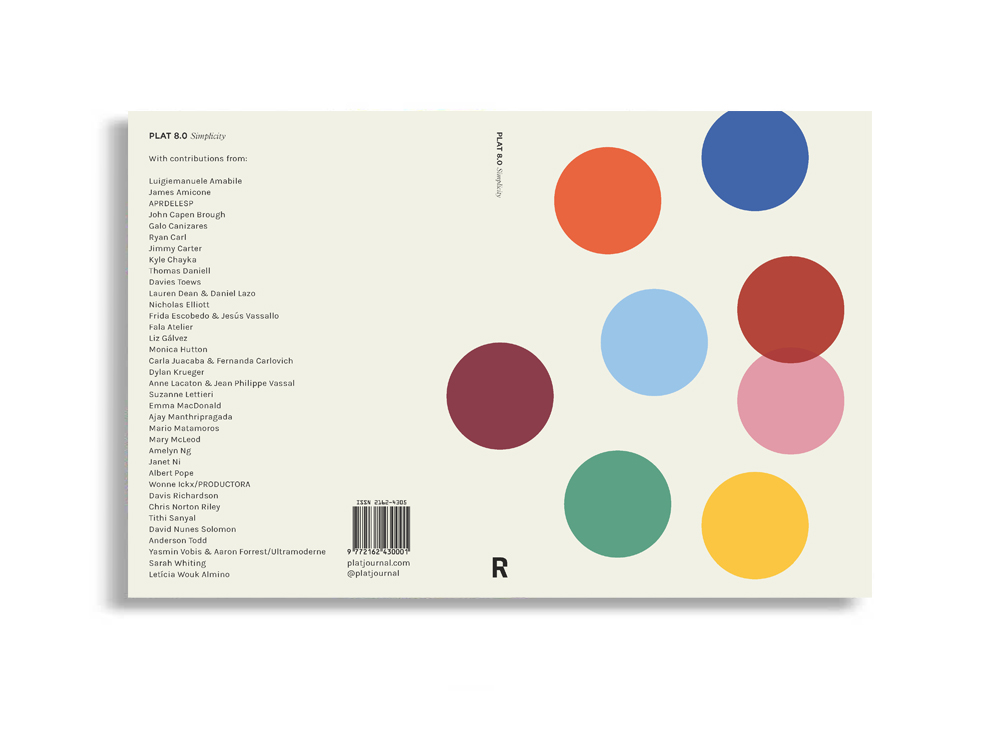 PLAT 8.0 Simplicity
With contributions from:
Luigiemanuele Amabile
James Amicone
APRDELESP
John Capen Brough
Galo Canizares
Ryan Carl
Jimmy Carter
Kyle Chayka
Thomas Daniell
Davies Toews
Lauren Dean & Daniel Lazo
Nicholas Elliott
Frida Escobedo & Jesús Vassallo
Fala Atelier
Liz Gálvez
Monica Hutton
Carla Juacaba & Fernanda Carlovich
Dylan Krueger
Anne Lacaton & Jean Philippe Vassal
Suzanne Lettieri
Emma MacDonald
Ajay Manthripragada
Mario Matamoros
Mary McLeod
Amelyn Ng
Janet Ni
Albert Pope
Wonne Ickx/PRODUCTORA
Davis Richardson
Chris Norton Riley
Tithi Sanyal
David Nunes Solomon
Anderson Todd
Yasmin Vobis & Aaron Forrest/Ultramoderne
Sarah Whiting
Letícia Wouk Almino
ISSN 2162-4305
9 772162 430001
platjournal.com
@platjournal
PLAT 8.0 Simplicity
R